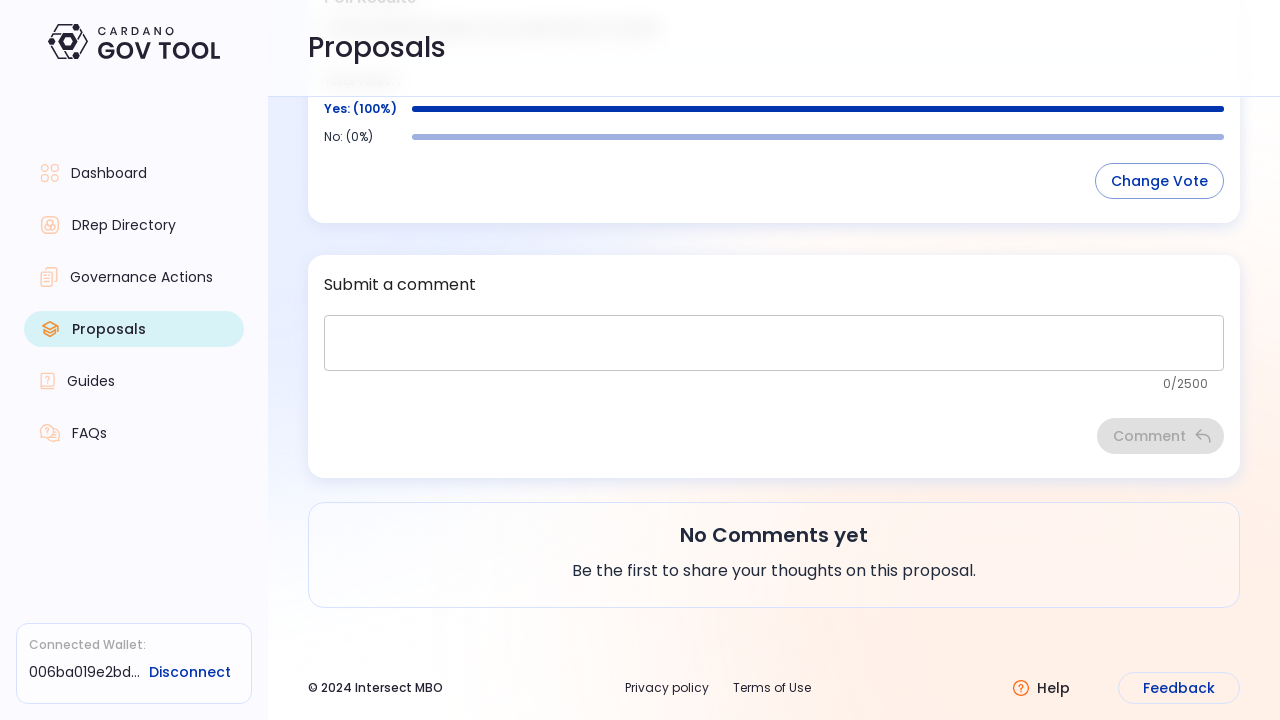 CARDANO
GOV TOOL
Proposals
Dashboard
DRep Directory
Governance Actions
Proposals
Guides
FAQs
Connected Wallet:
006ba019e2bd... Disconnect
Yes: (100%)
No: (0%)
Change Vote
Submit a comment
0/2500
Comment
No Comments yet
Be the first to share your thoughts on this proposal.
© 2024 Intersect MBO
Privacy policy
Terms of Use
Help
Feedback